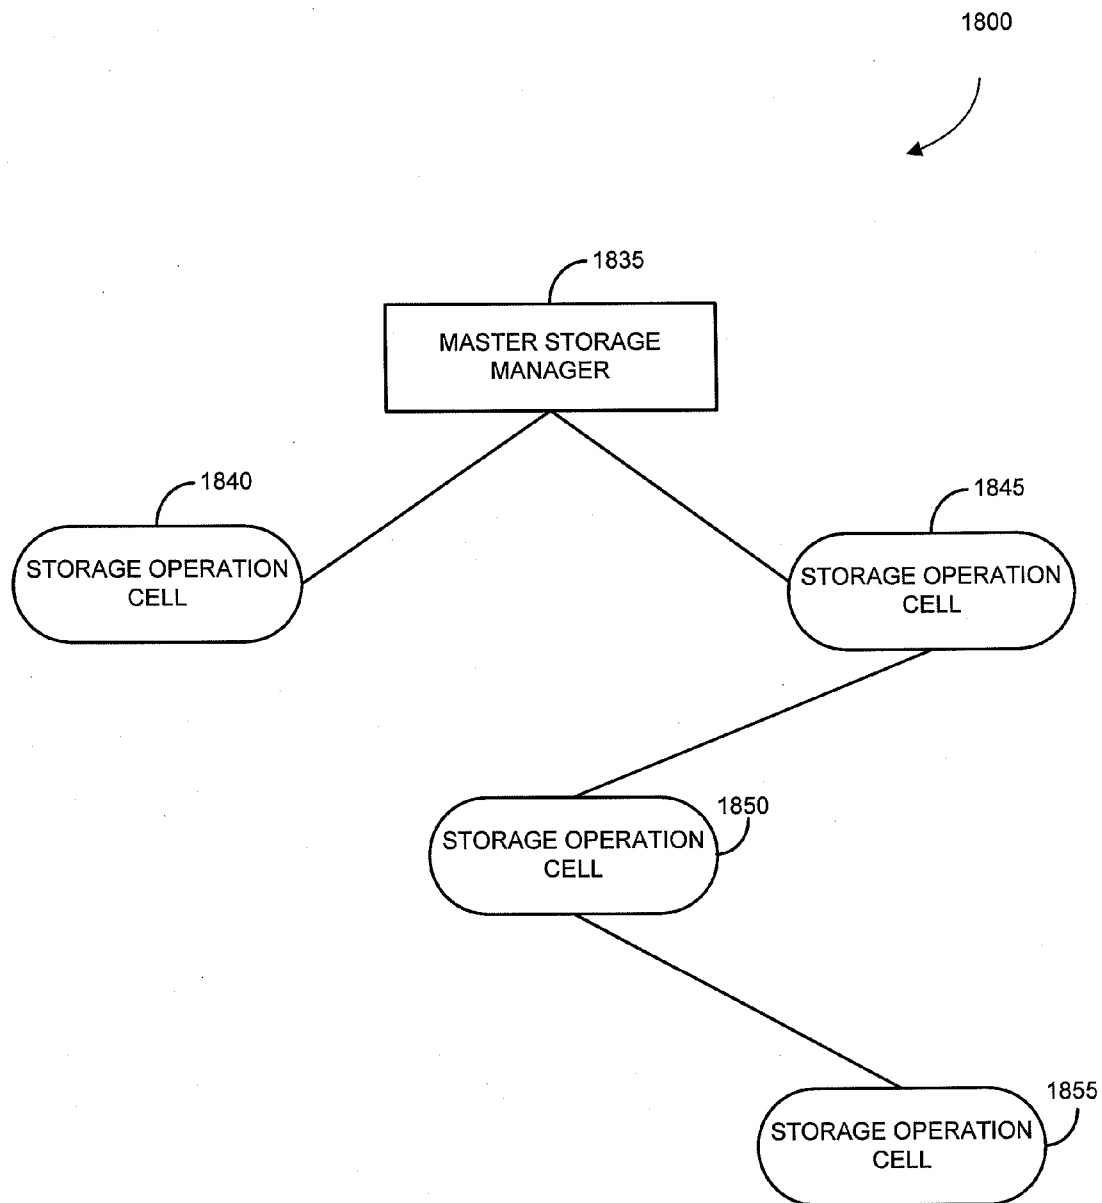 1800
1835
MASTER STORAGE
MANAGER
1840
STORAGE OPERATION
CELL
1845
STORAGE OPERATION
CELL
1850
STORAGE OPERATION
CELL
1855
STORAGE OPERATION
CELL